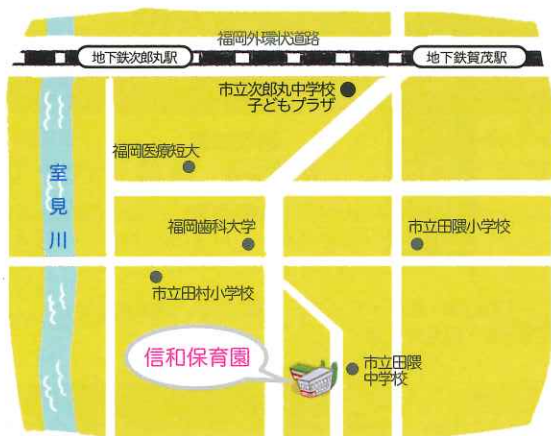 福岡外環状道路
地下鉄次郎丸駅
地下鉄賀茂駅
市立次郎丸中学校
子どもプラザ
福岡医療短大
室見川
福岡歯科大学
市立田隈小学校
市立田村小学校
信和保育園
市立田隈
中学校